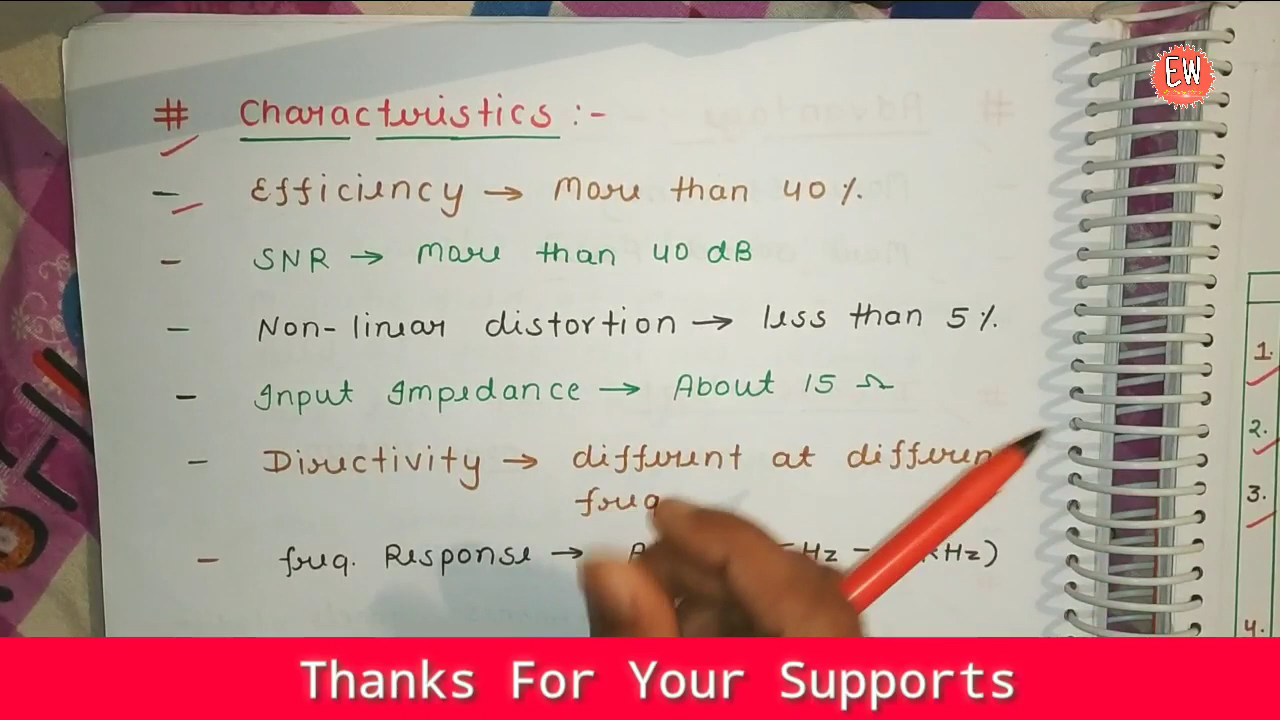 EW
# Characteristics :-
- Efficiency → More than 40%.
- SNR → More than 40 dB
- Non-linear distortion → less than 5%.
- Input Impedance → About 15 Ω
- Directivity → different at differen
freq
- freq. Response → Hz - KHz)
1.
2.
3.
4.
Thanks For Your Supports